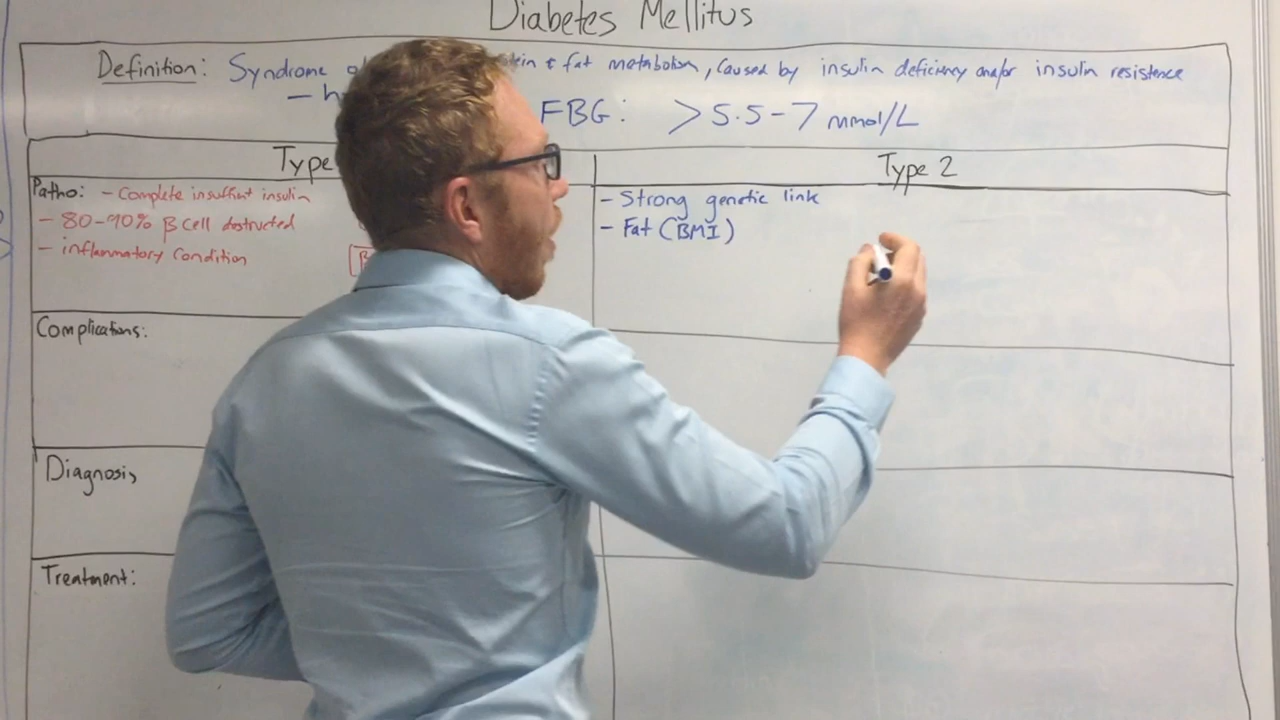 Diabetes Mellitus
Definition: Syndrome & fat metabolism, caused by insulin deficiency and/or insulin resistance
FBG: >5.5-7 mmol/L
Type
Type 2
Patho: - Complete insuffient insulin
- 80-90% β cell destructed
- inflammatory condition
- Strong genetic link
- Fat (BMI)
Complications:
Diagnosis
Treatment: